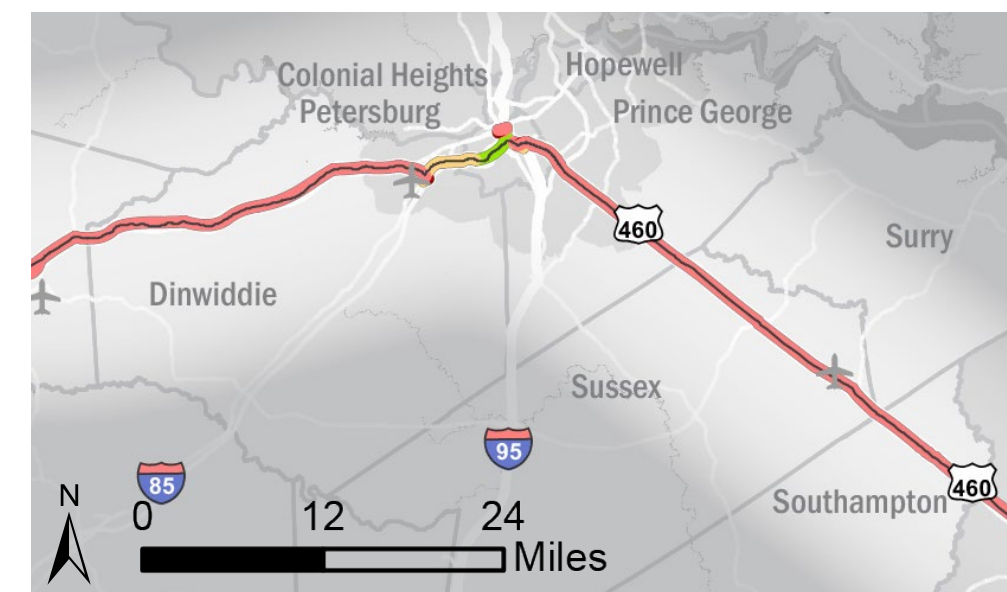 Colonial Heights
Hopewell
Petersburg
Prince George
460
Surry
Dinwiddie
Sussex
95
85
460
Southampton
N
0 12 24
Miles